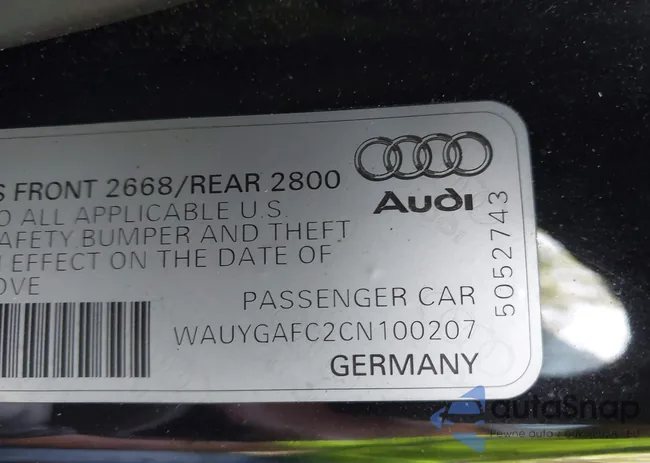 S FRONT 2668/REAR 2800
Audi
O ALL APPLICABLE U.S.
AFETY BUMPER AND THEFT
EFFECT ON THE DATE OF
OVE
5052743
PASSENGER CAR
WAUYGAFC2CN100207
GERMANY
autaSnap